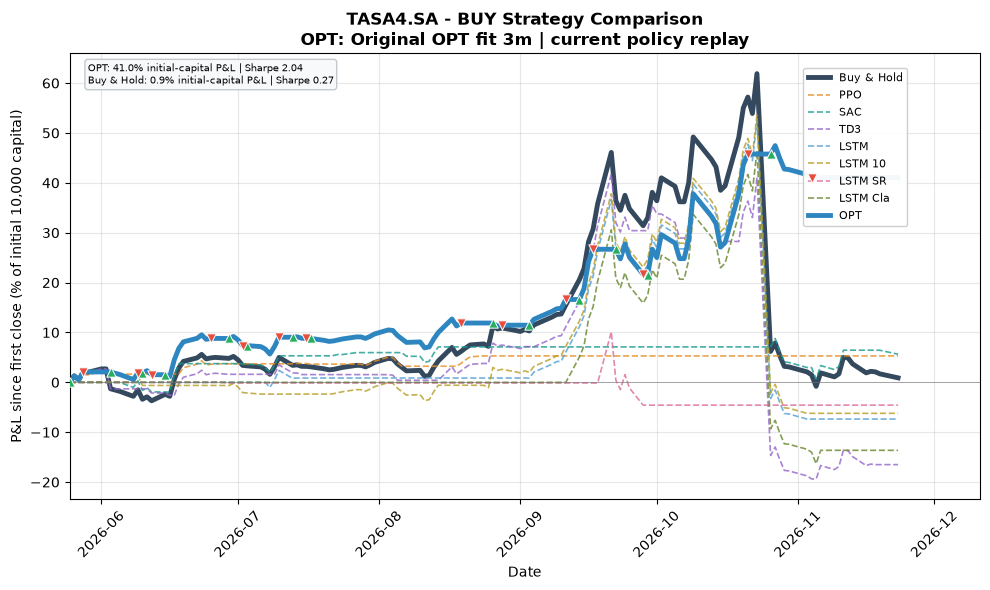 TASA4.SA - BUY Strategy Comparison
OPT: Original OPT fit 3m | current policy replay
OPT: 41.0% initial-capital P&L | Sharpe 2.04
Buy & Hold: 0.9% initial-capital P&L | Sharpe 0.27
Buy & Hold
PPO
SAC
TD3
LSTM
LSTM 10
LSTM SR
LSTM Cla
OPT
P&L since first close (% of initial 10,000 capital)
60
50
40
30
20
10
0
−10
−20
2026-06
2026-07
2026-08
2026-09
2026-10
2026-11
2026-12
Date